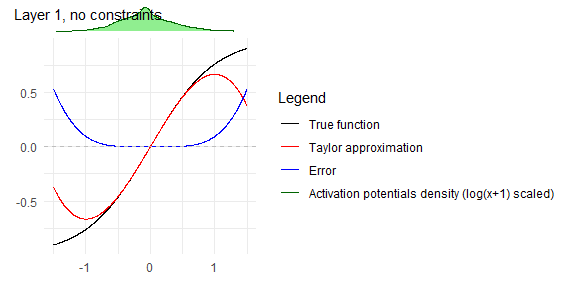 Layer 1, no constraints
0.5
0.0
-0.5
-1
0
1
Legend
True function
Taylor approximation
Error
Activation potentials density (log(x+1) scaled)